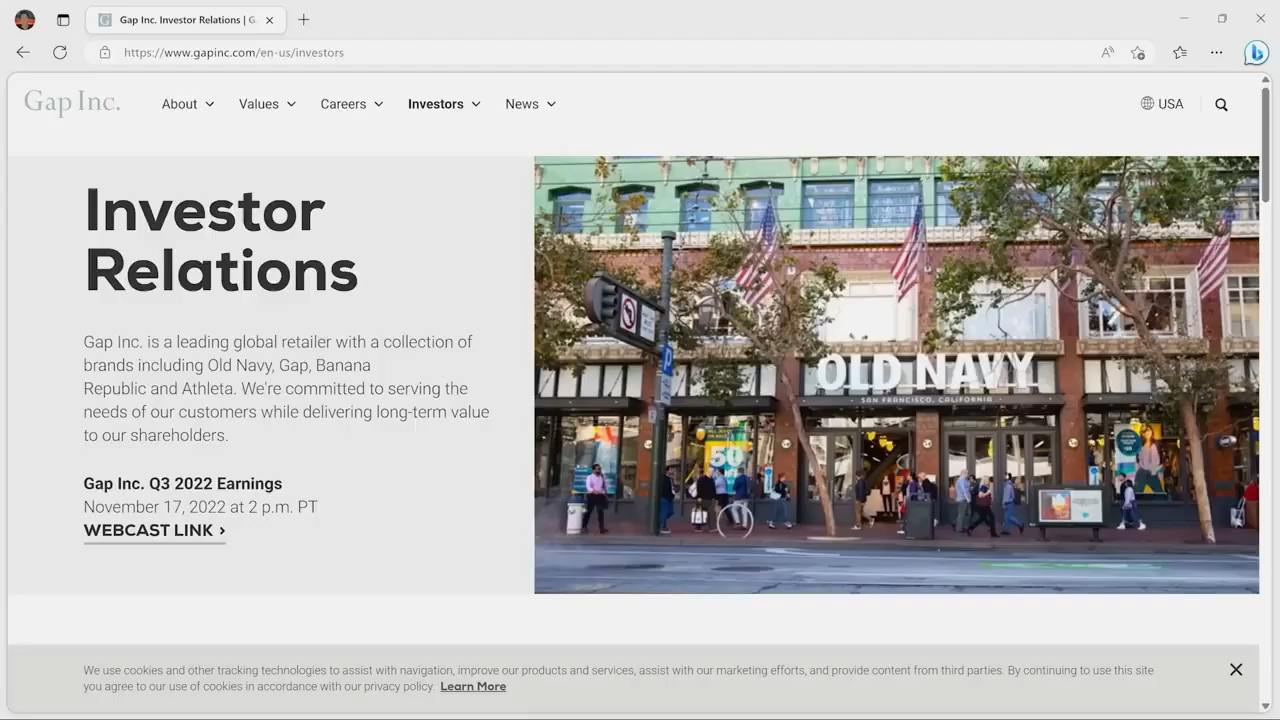 Gap Inc. Investor Relations | G
https://www.gapinc.com/en-us/investors
Gap Inc.
About
Values
Careers
Investors
News
USA
Investor
Relations
Gap Inc. is a leading global retailer with a collection of
brands including Old Navy, Gap, Banana
Republic and Athleta. We're committed to serving the
needs of our customers while delivering long-term value
to our shareholders.
Gap Inc. Q3 2022 Earnings
November 17, 2022 at 2 p.m. PT
WEBCAST LINK ›
OLD NAVY
SAN FRANCISCO, CALIFORNIA
P
50
We use cookies and other tracking technologies to assist with navigation, improve our products and services, assist with our marketing efforts, and provide content from third parties. By continuing to use this site
you agree to our use of cookies in accordance with our privacy policy. Learn More